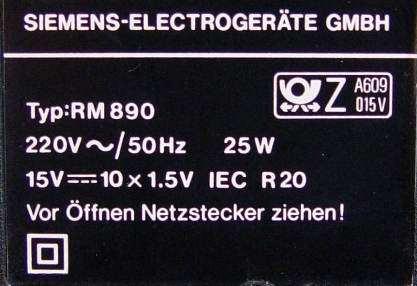 SIEMENS-ELECTROGERÄTE GMBH
Z A609 015V
Typ:RM 890
220V ~/50Hz 25W
15V⎓10×1.5V IEC R20
Vor Öffnen Netzstecker ziehen!